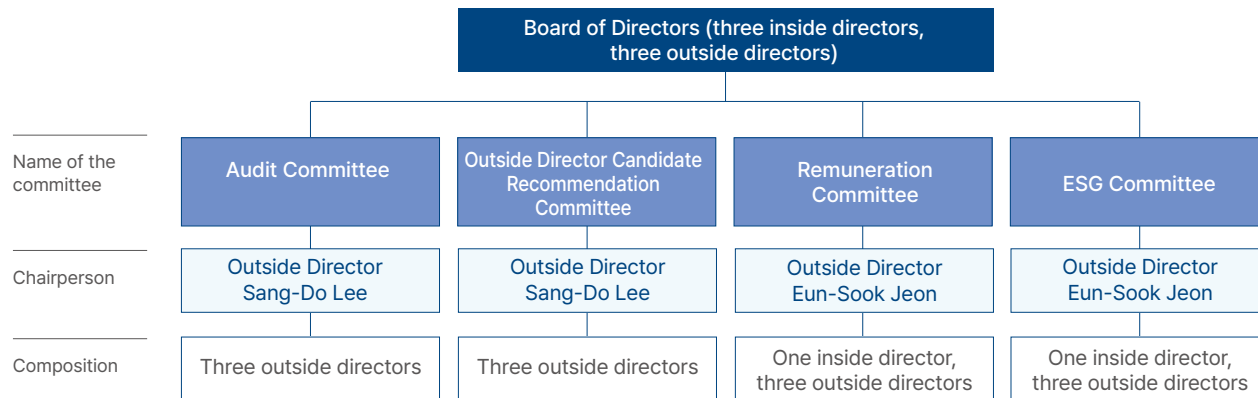 Board of Directors (three inside directors,
three outside directors)
Name of the
committee
Audit Committee
Outside Director Candidate
Recommendation
Committee
Remuneration
Committee
ESG Committee
Chairperson
Outside Director
Sang-Do Lee
Outside Director
Sang-Do Lee
Outside Director
Eun-Sook Jeon
Outside Director
Eun-Sook Jeon
Composition
Three outside directors
Three outside directors
One inside director,
three outside directors
One inside director,
three outside directors